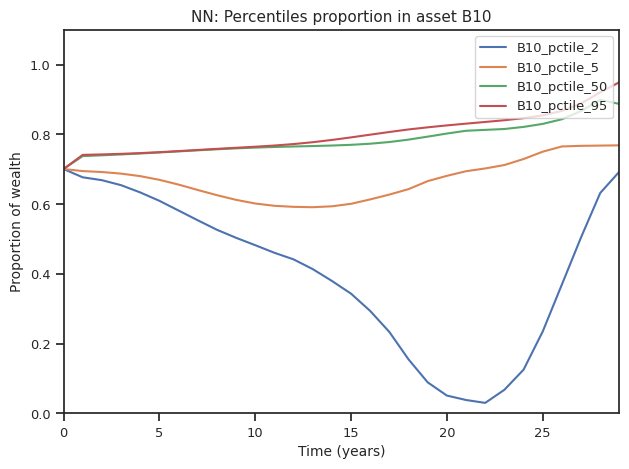 NN: Percentiles proportion in asset B10
B10_pctile_2
B10_pctile_5
B10_pctile_50
B10_pctile_95
Proportion of wealth
1.0
0.8
0.6
0.4
0.2
0.0
0 5 10 15 20 25
Time (years)